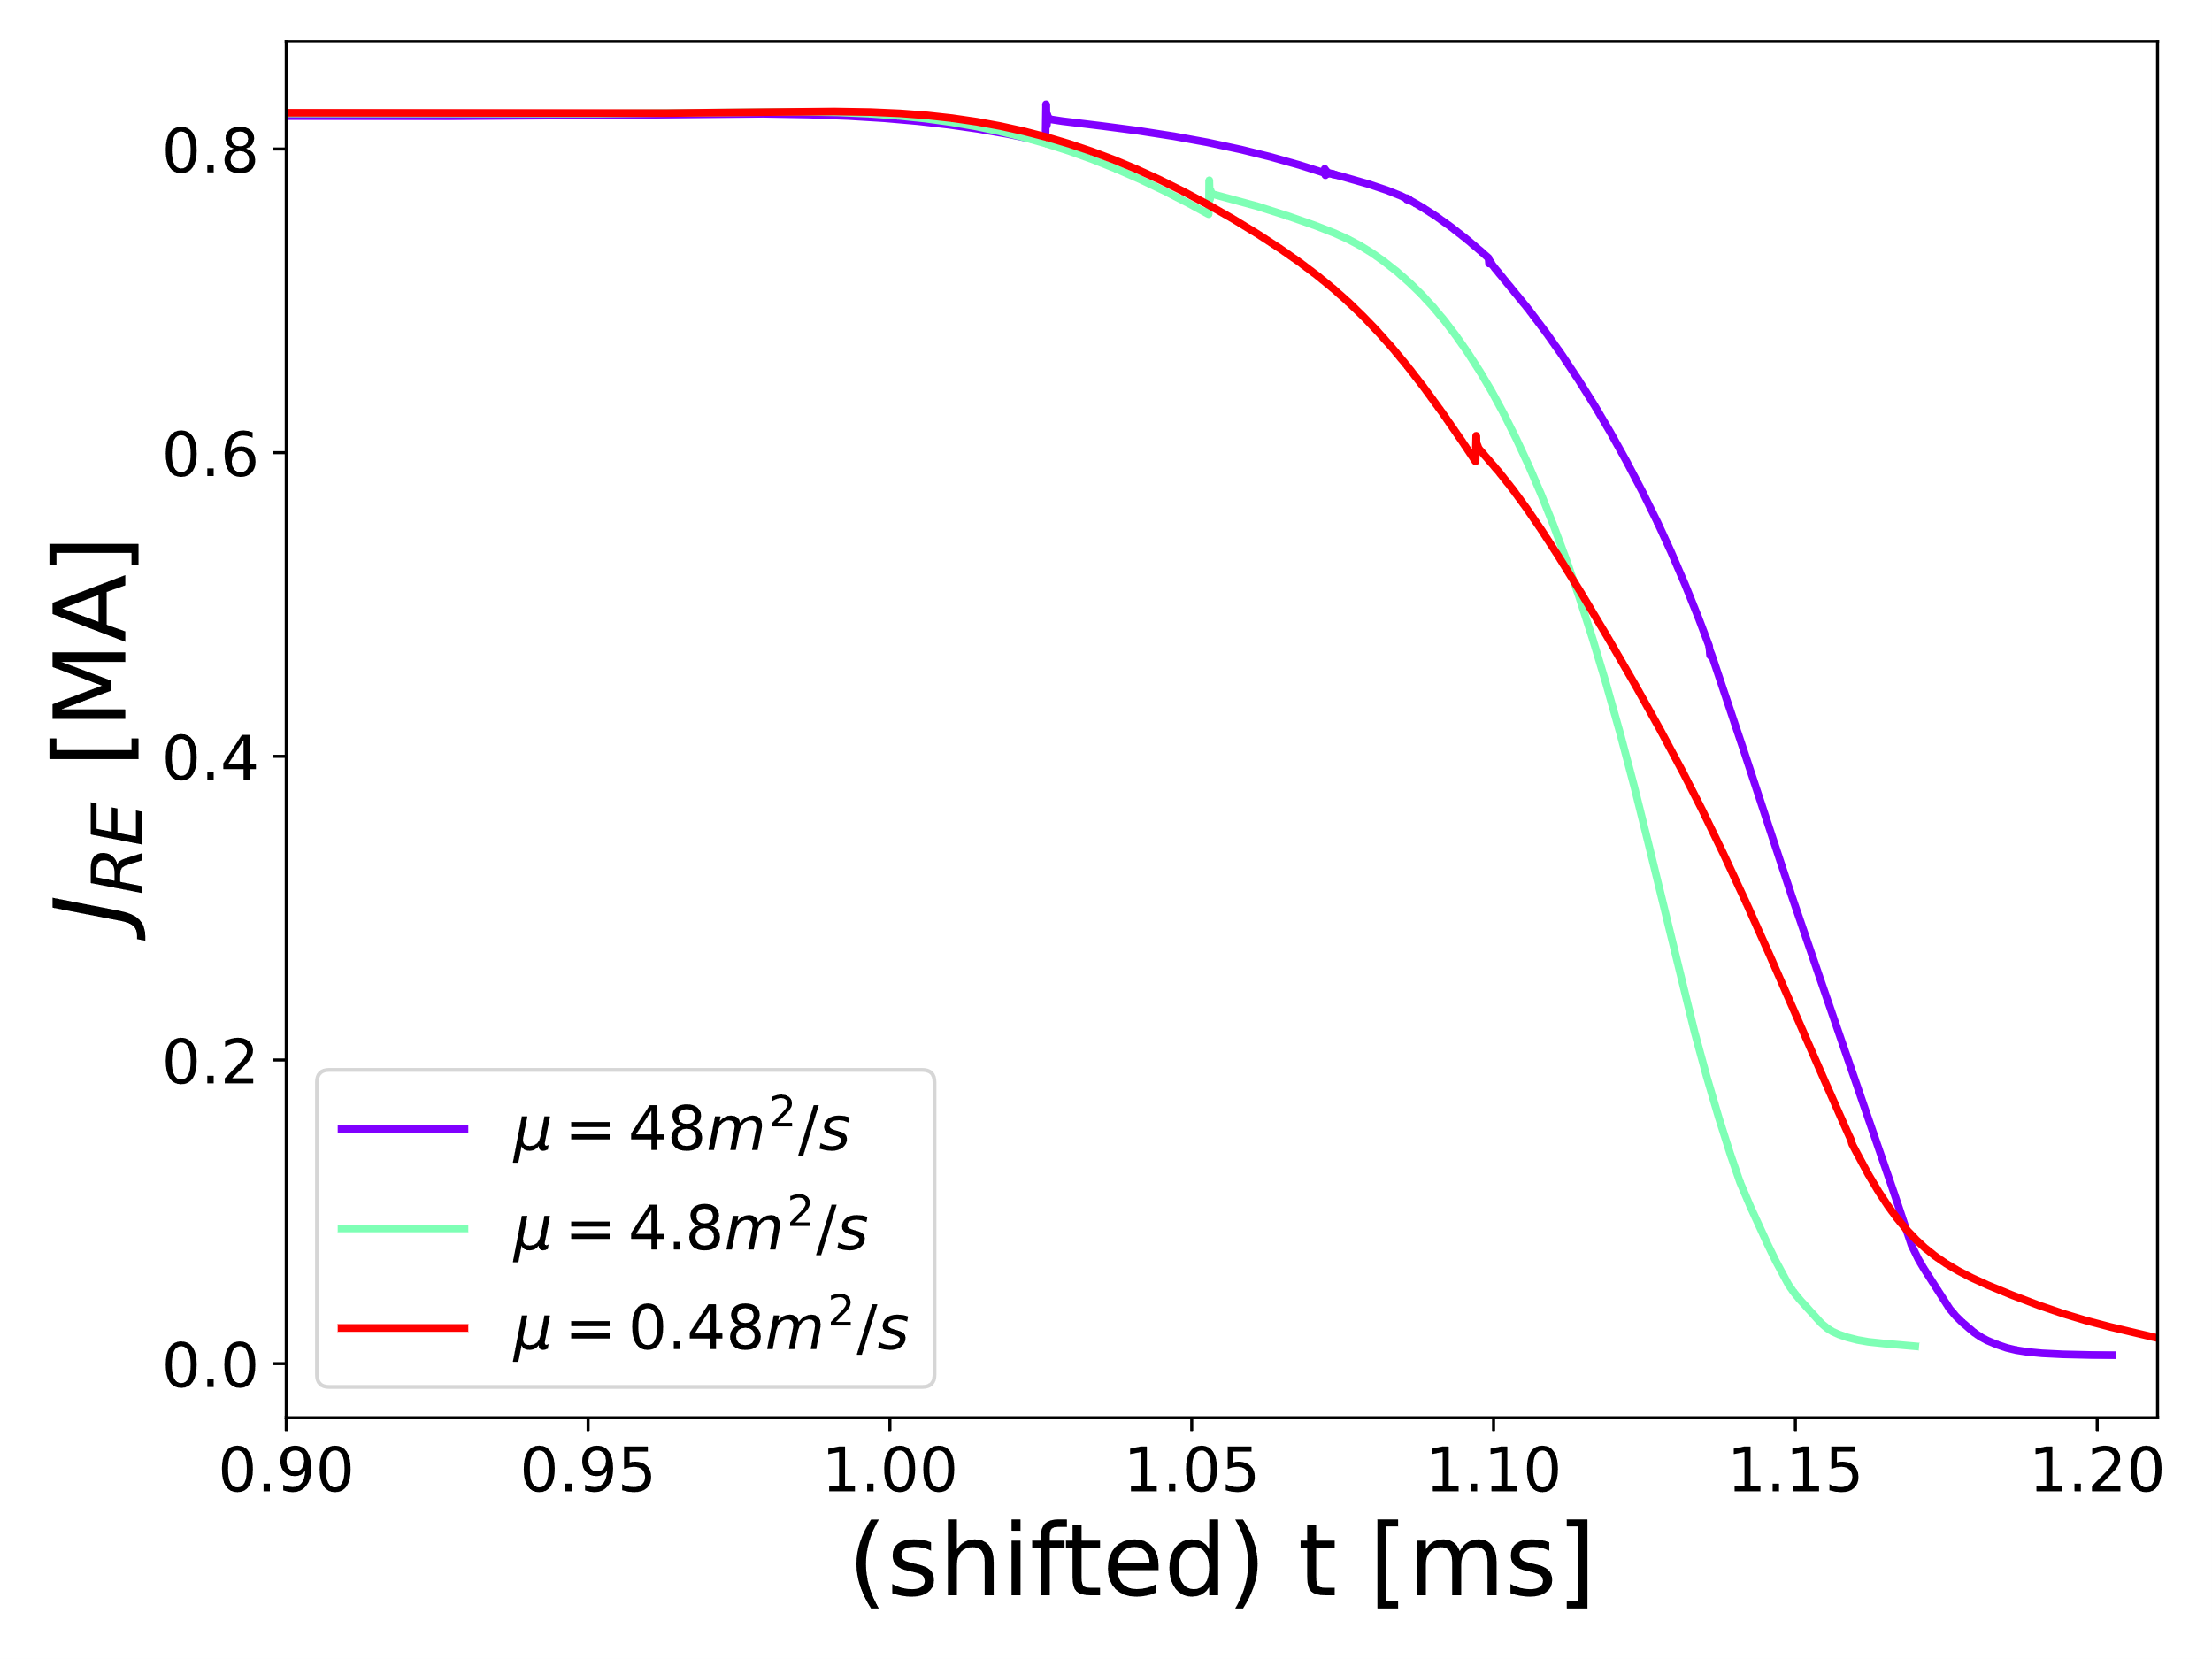 J_RE [MA]
0.8
0.6
0.4
0.2
0.0
μ = 48m²/s
μ = 4.8m²/s
μ = 0.48m²/s
0.90 0.95 1.00 1.05 1.10 1.15 1.20
(shifted) t [ms]